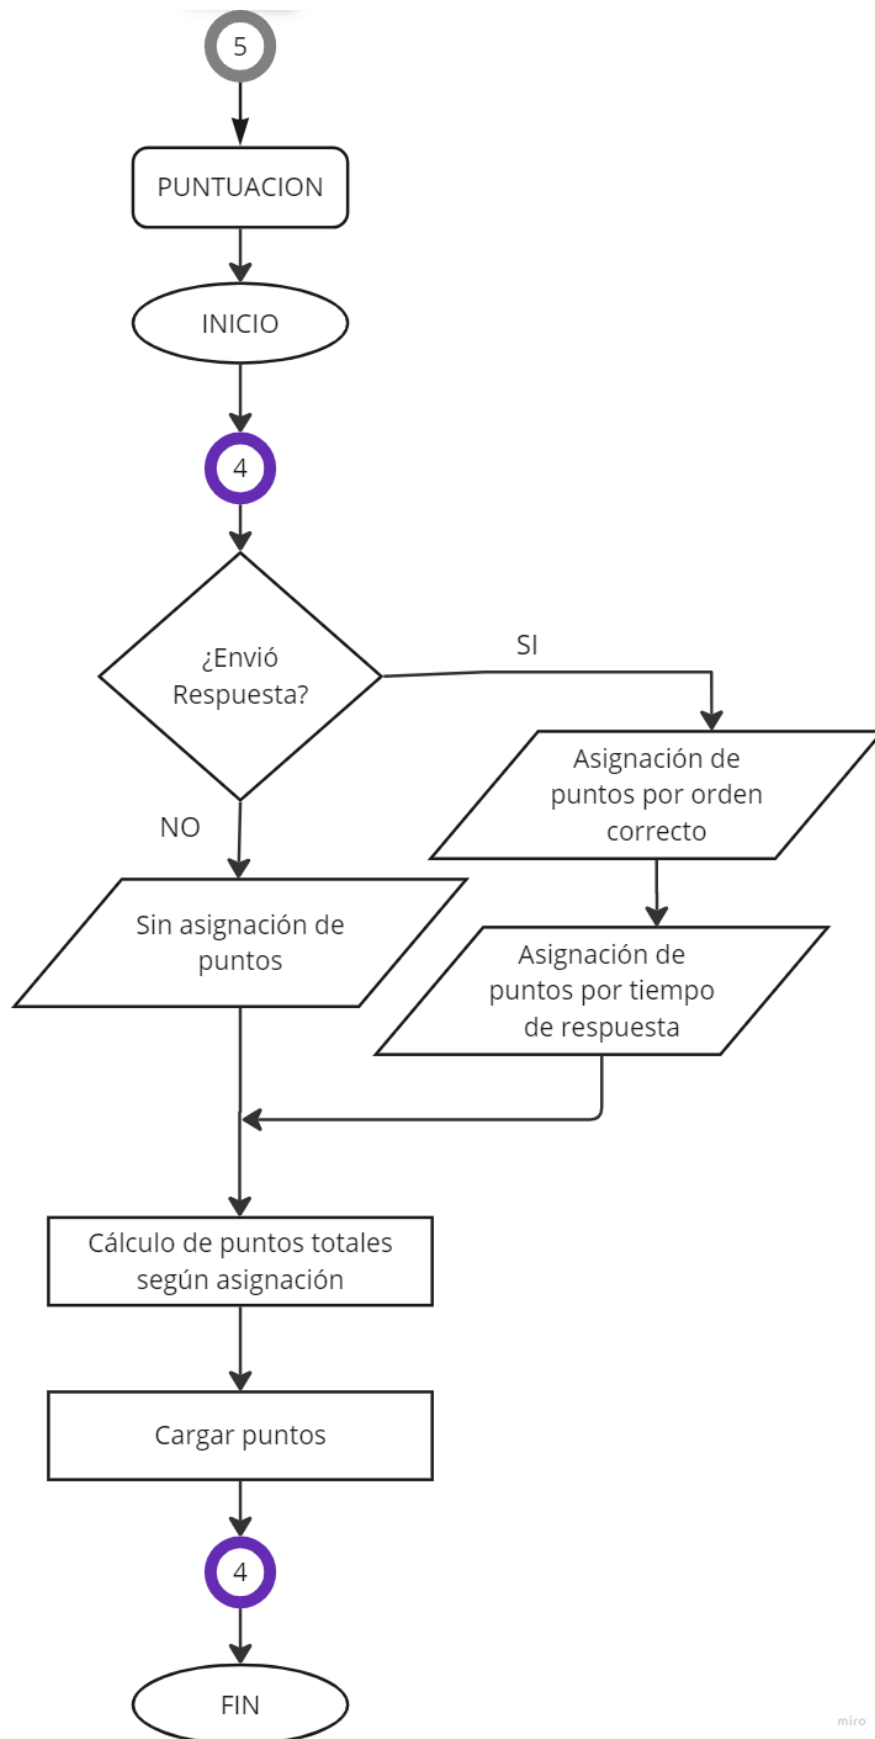 5
PUNTUACION
INICIO
4
¿Envió
Respuesta?
SI
Asignación de
puntos por orden
correcto
NO
Sin asignación de
puntos
Asignación de
puntos por tiempo
de respuesta
Cálculo de puntos totales
según asignación
Cargar puntos
4
FIN
miro